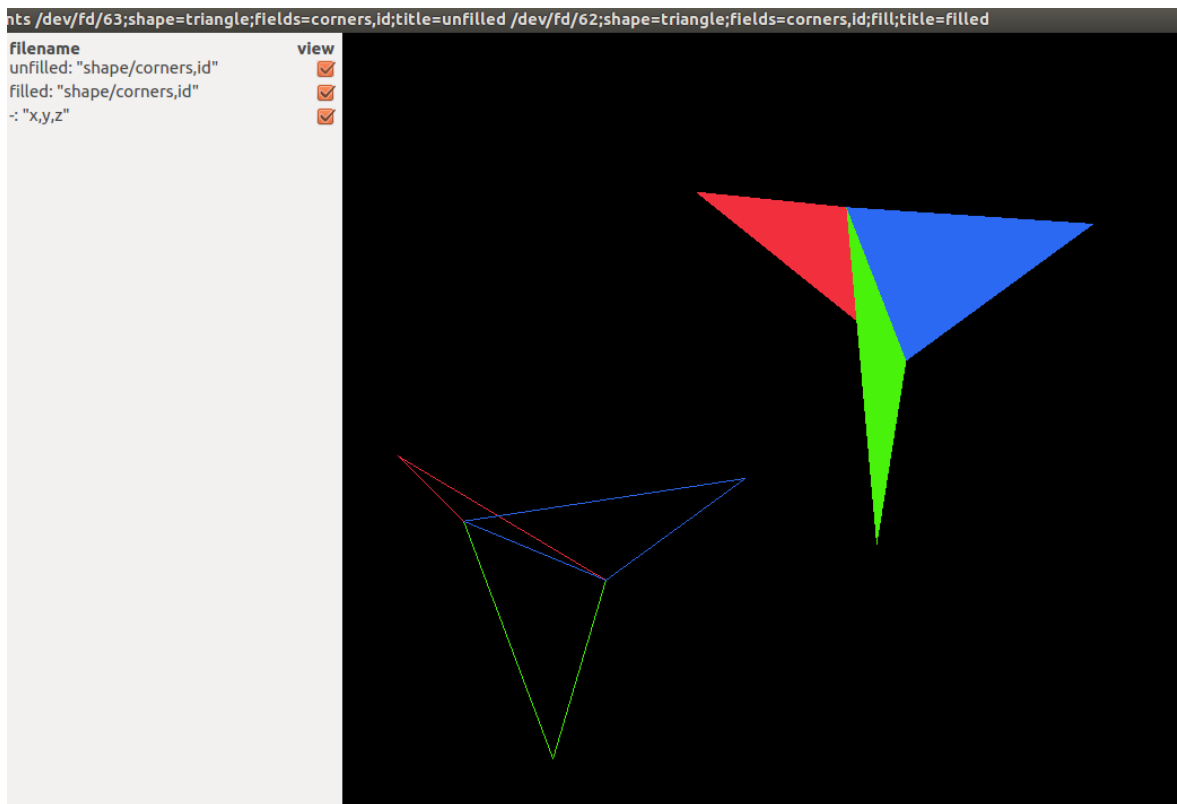 nts /dev/fd/63;shape=triangle;fields=corners,id;title=unfilled /dev/fd/62;shape=triangle;fields=corners,id;fill;title=filled
filename view
unfilled: "shape/corners,id"
filled: "shape/corners,id"
-: "x,y,z"